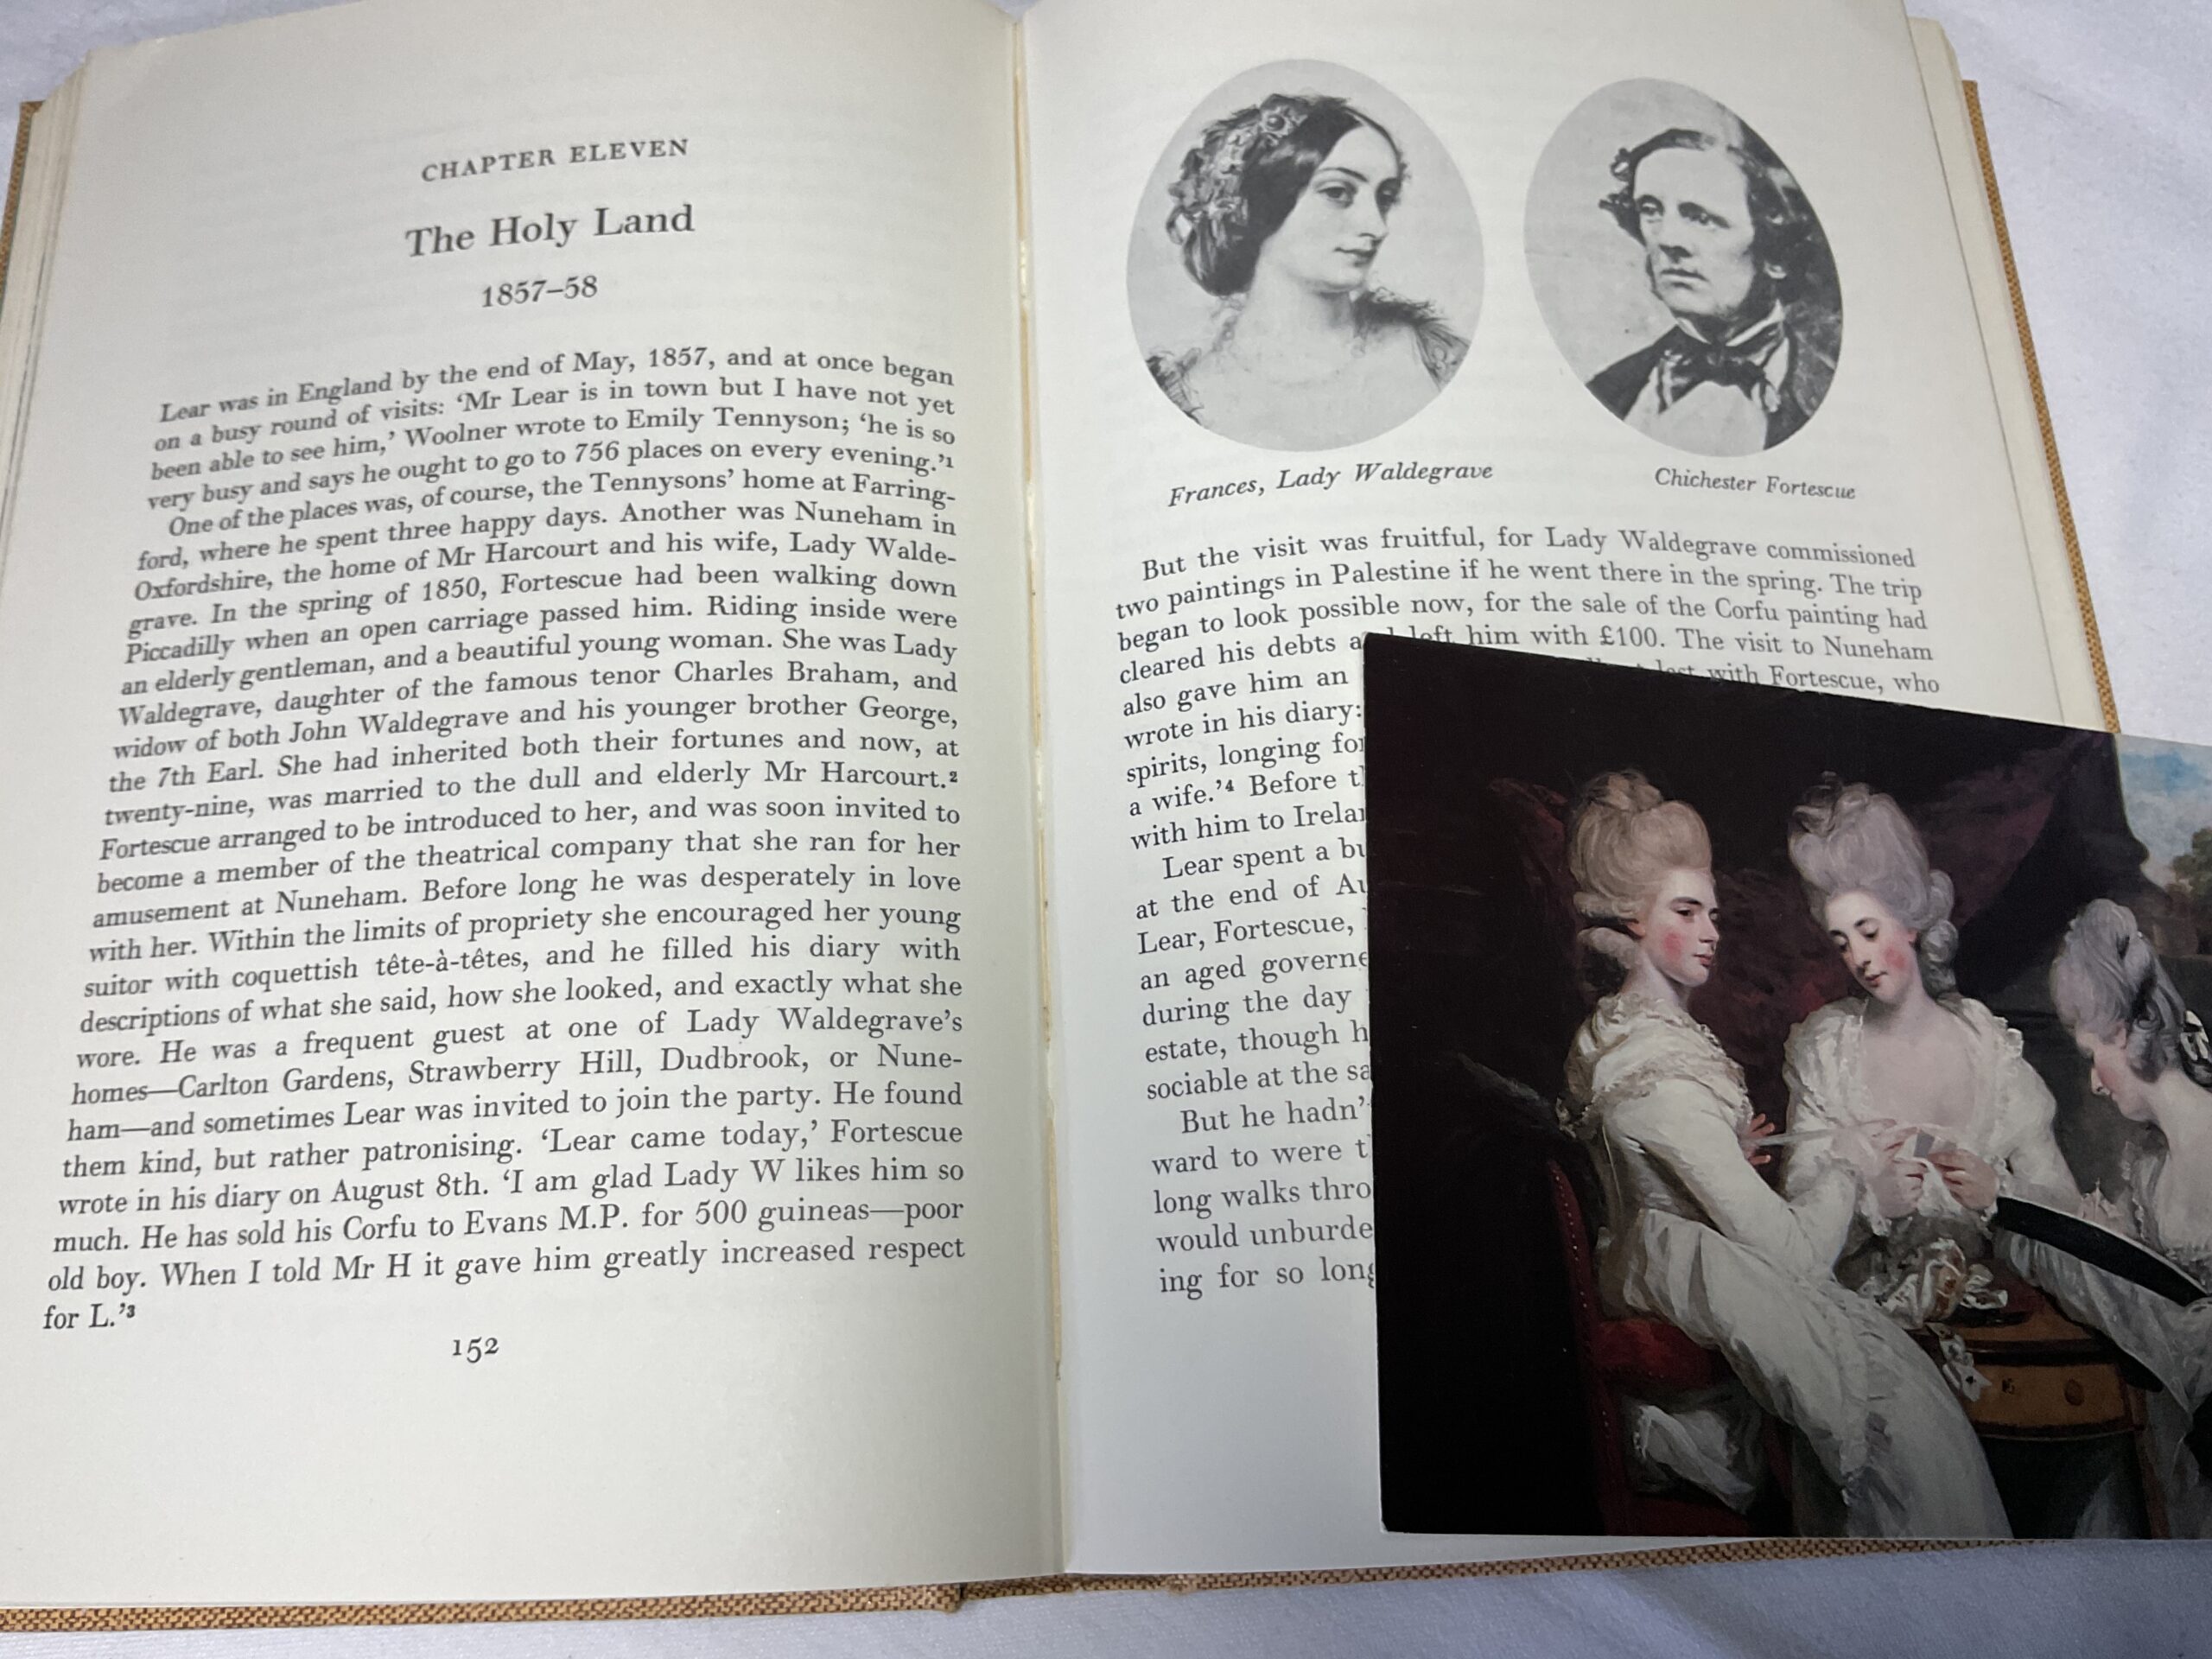 CHAPTER ELEVEN
The Holy Land
1857–58
Lear was in England by the end of May, 1857, and at once began
on a busy round of visits: ‘Mr Lear is in town but I have not yet
been able to see him,’ Woolner wrote to Emily Tennyson; ‘he is so
very busy and says he ought to go to 756 places on every evening.’1
One of the places was, of course, the Tennysons’ home at Farring-
ford, where he spent three happy days. Another was Nuneham in
Oxfordshire, the home of Mr Harcourt and his wife, Lady Walde-
grave. In the spring of 1850, Fortescue had been walking down
Piccadilly when an open carriage passed him. Riding inside were
an elderly gentleman, and a beautiful young woman. She was Lady
Waldegrave, daughter of the famous tenor Charles Braham, and
widow of both John Waldegrave and his younger brother George,
the 7th Earl. She had inherited both their fortunes and now, at
twenty-nine, was married to the dull and elderly Mr Harcourt.2
Fortescue arranged to be introduced to her, and was soon invited to
become a member of the theatrical company that she ran for her
amusement at Nuneham. Before long he was desperately in love
with her. Within the limits of propriety she encouraged her young
suitor with coquettish tête-à-têtes, and he filled his diary with
descriptions of what she said, how she looked, and exactly what she
wore. He was a frequent guest at one of Lady Waldegrave’s
homes—Carlton Gardens, Strawberry Hill, Dudbrook, or Nune-
ham—and sometimes Lear was invited to join the party. He found
them kind, but rather patronising. ‘Lear came today,’ Fortescue
wrote in his diary on August 8th. ‘I am glad Lady W likes him so
much. He has sold his Corfu to Evans M.P. for 500 guineas—poor
old boy. When I told Mr H it gave him greatly increased respect
for L.’3
152
Frances, Lady Waldegrave
Chichester Fortescue
But the visit was fruitful, for Lady Waldegrave commissioned
two paintings in Palestine if he went there in the spring. The trip
began to look possible now, for the sale of the Corfu painting had
cleared his debts left him with £100. The visit to Nuneham
also gave him an with Fortescue, who
wrote in his diary:
spirits, longing for
a wife.’4 Before
with him to
Lear spent a
at the end of
Lear, Fortescue,
an aged
during the day
estate, though
sociable at the
But he
ward to were
long walks
would
ing for so long